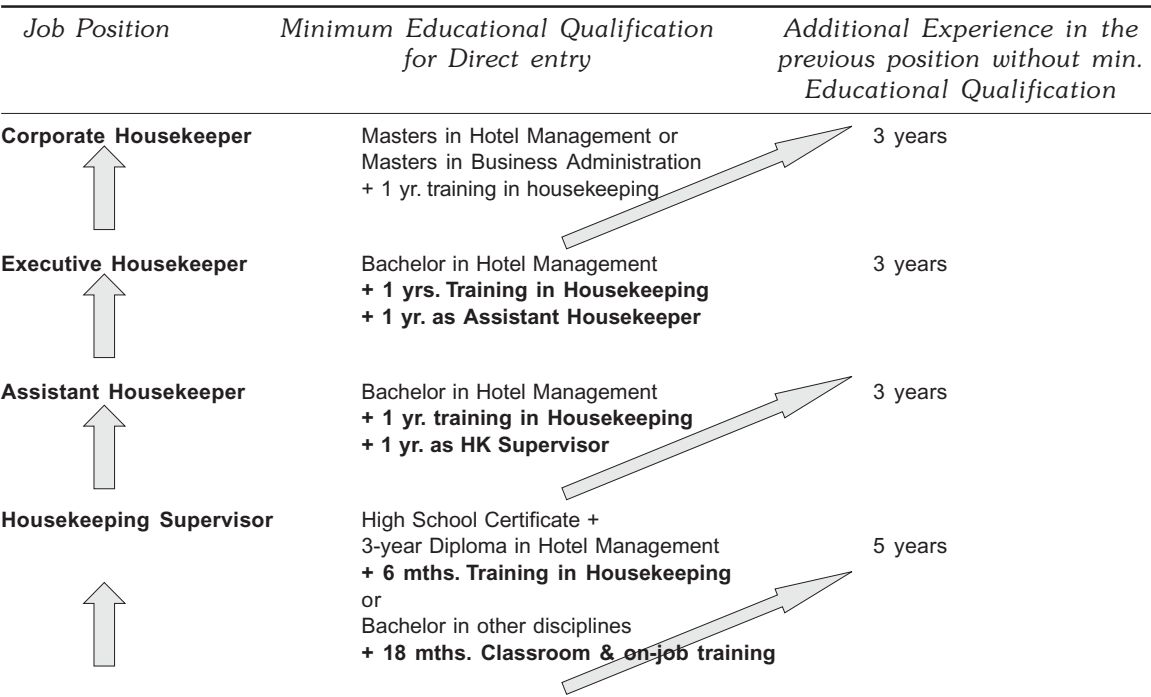 Job Position Minimum Educational Qualification Additional Experience in the
for Direct entry previous position without min.
Educational Qualification
Corporate Housekeeper Masters in Hotel Management or 3 years
Masters in Business Administration
+ 1 yr. training in housekeeping
Executive Housekeeper Bachelor in Hotel Management 3 years
+ 1 yrs. Training in Housekeeping
+ 1 yr. as Assistant Housekeeper
Assistant Housekeeper Bachelor in Hotel Management 3 years
+ 1 yr. training in Housekeeping
+ 1 yr. as HK Supervisor
Housekeeping Supervisor High School Certificate +
3-year Diploma in Hotel Management 5 years
+ 6 mths. Training in Housekeeping
or
Bachelor in other disciplines
+ 18 mths. Classroom & on-job training